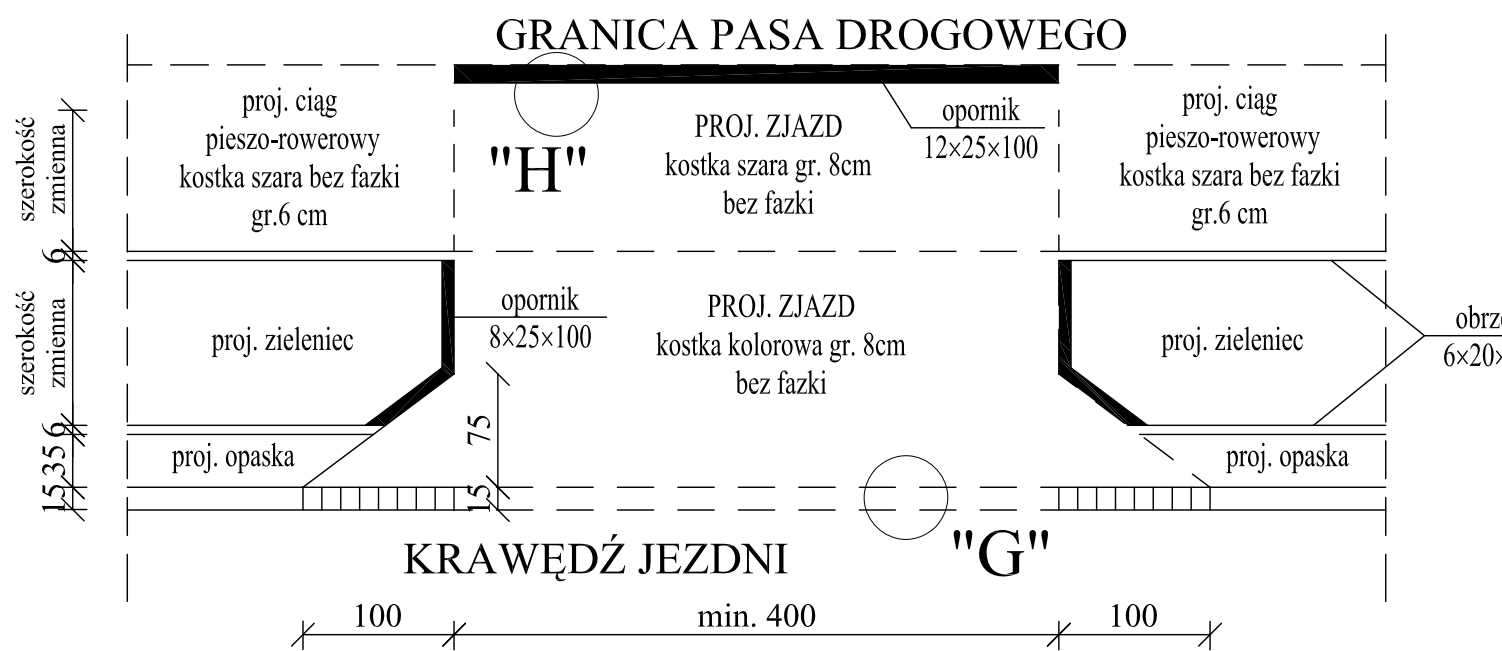 GRANICA PASA DROGOWEGO
proj. ciąg
pieszo-rowerowy
kostka szara bez fazki
gr.6 cm
"H"
PROJ. ZJAZD
kostka szara gr. 8cm
bez fazki
opornik
12×25×100
proj. ciąg
pieszo-rowerowy
kostka szara bez fazki
gr.6 cm
szerokość
zmienna
6
szerokość
zmienna
6
35
15
proj. zieleniec
opornik
8×25×100
PROJ. ZJAZD
kostka kolorowa gr. 8cm
bez fazki
proj. zieleniec
obrze
6×20×
proj. opaska
75
15
proj. opaska
KRAWĘDŹ JEZDNI
"G"
100
min. 400
100